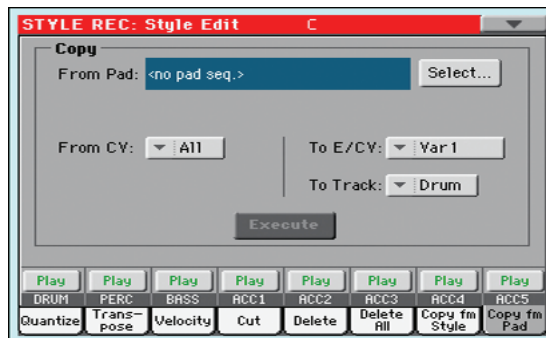 STYLE REC: Style Edit C
Copy
From Pad: <no pad seq.> Select...
From CV: All To E/CV: Var1
To Track: Drum
Execute
Play Play Play Play Play Play Play Play
DRUM PERC BASS ACC1 ACC2 ACC3 ACC4 ACC5
Quantize Trans- Velocity Cut Delete Delete Copy fm Copy fm
pose All Style Pad